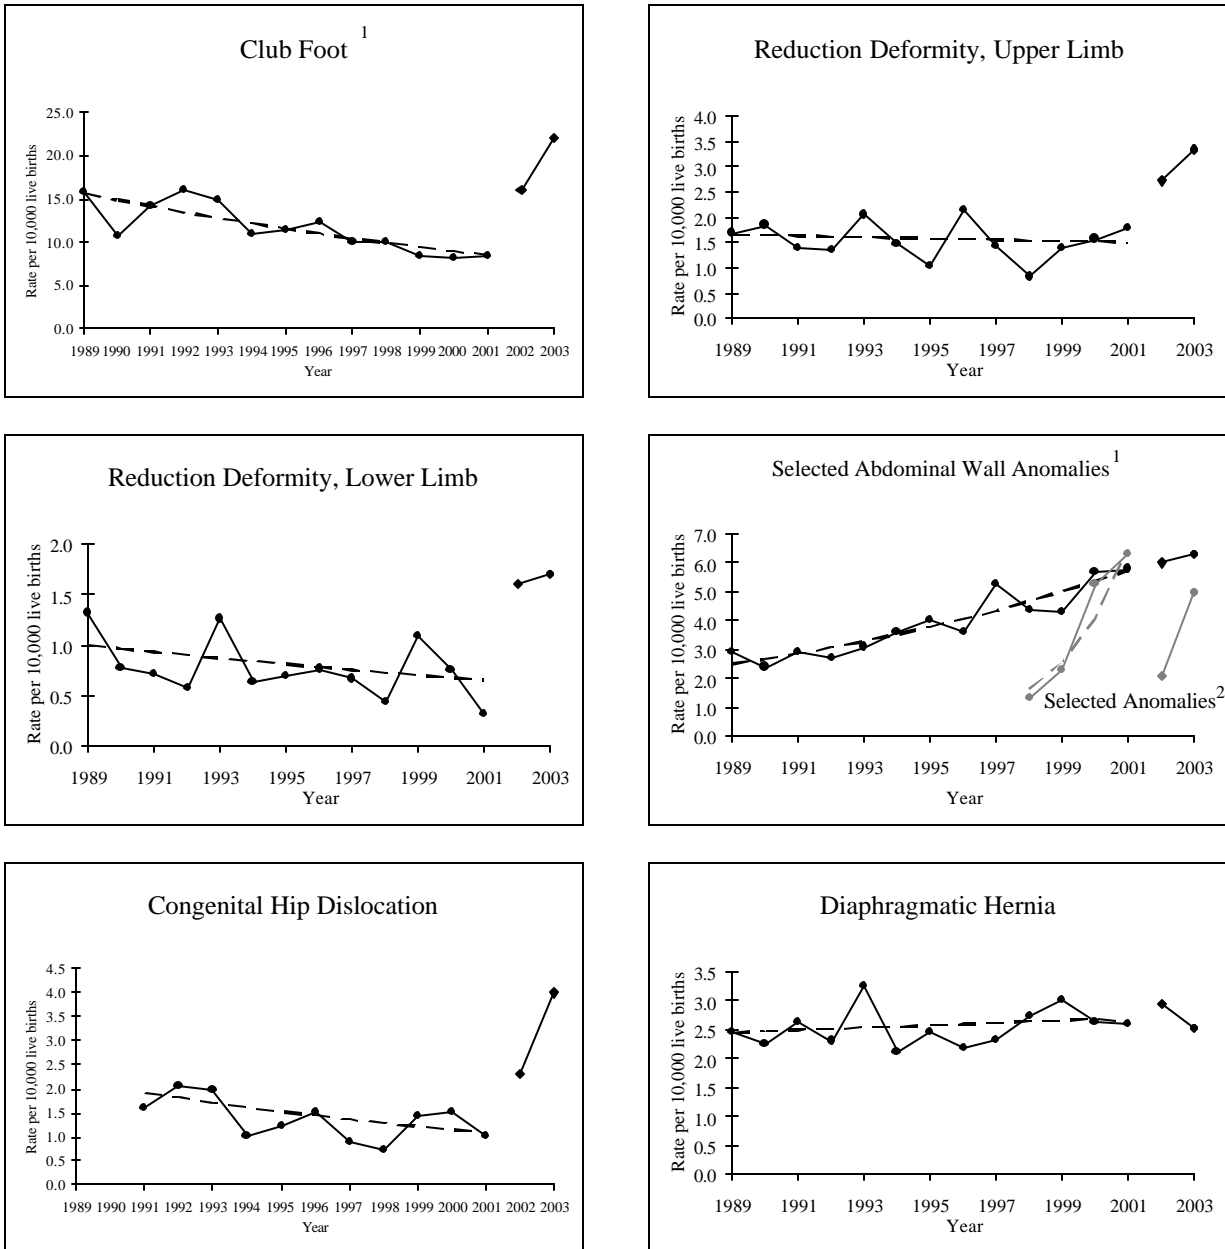 Club Foot 1
Rate per 10,000 live births
25.0
20.0
15.0
10.0
5.0
0.0
1989 1990 1991 1992 1993 1994 1995 1996 1997 1998 1999 2000 2001 2002 2003
Year
Reduction Deformity, Upper Limb
Rate per 10,000 live births
4.0
3.5
3.0
2.5
2.0
1.5
1.0
0.5
0.0
1989 1991 1993 1995 1997 1999 2001 2003
Year
Reduction Deformity, Lower Limb
Rate per 10,000 live births
2.0
1.5
1.0
0.5
0.0
1989 1991 1993 1995 1997 1999 2001 2003
Year
Selected Abdominal Wall Anomalies 1
Rate per 10,000 live births
7.0
6.0
5.0
4.0
3.0
2.0
1.0
0.0
Selected Anomalies 2
1989 1991 1993 1995 1997 1999 2001 2003
Year
Congenital Hip Dislocation
Rate per 10,000 live births
4.5
4.0
3.5
3.0
2.5
2.0
1.5
1.0
0.5
0.0
1989 1990 1991 1992 1993 1994 1995 1996 1997 1998 1999 2000 2001 2002 2003
Year
Diaphragmatic Hernia
Rate per 10,000 live births
3.5
3.0
2.5
2.0
1.5
1.0
0.5
0.0
1989 1991 1993 1995 1997 1999 2001 2003
Year